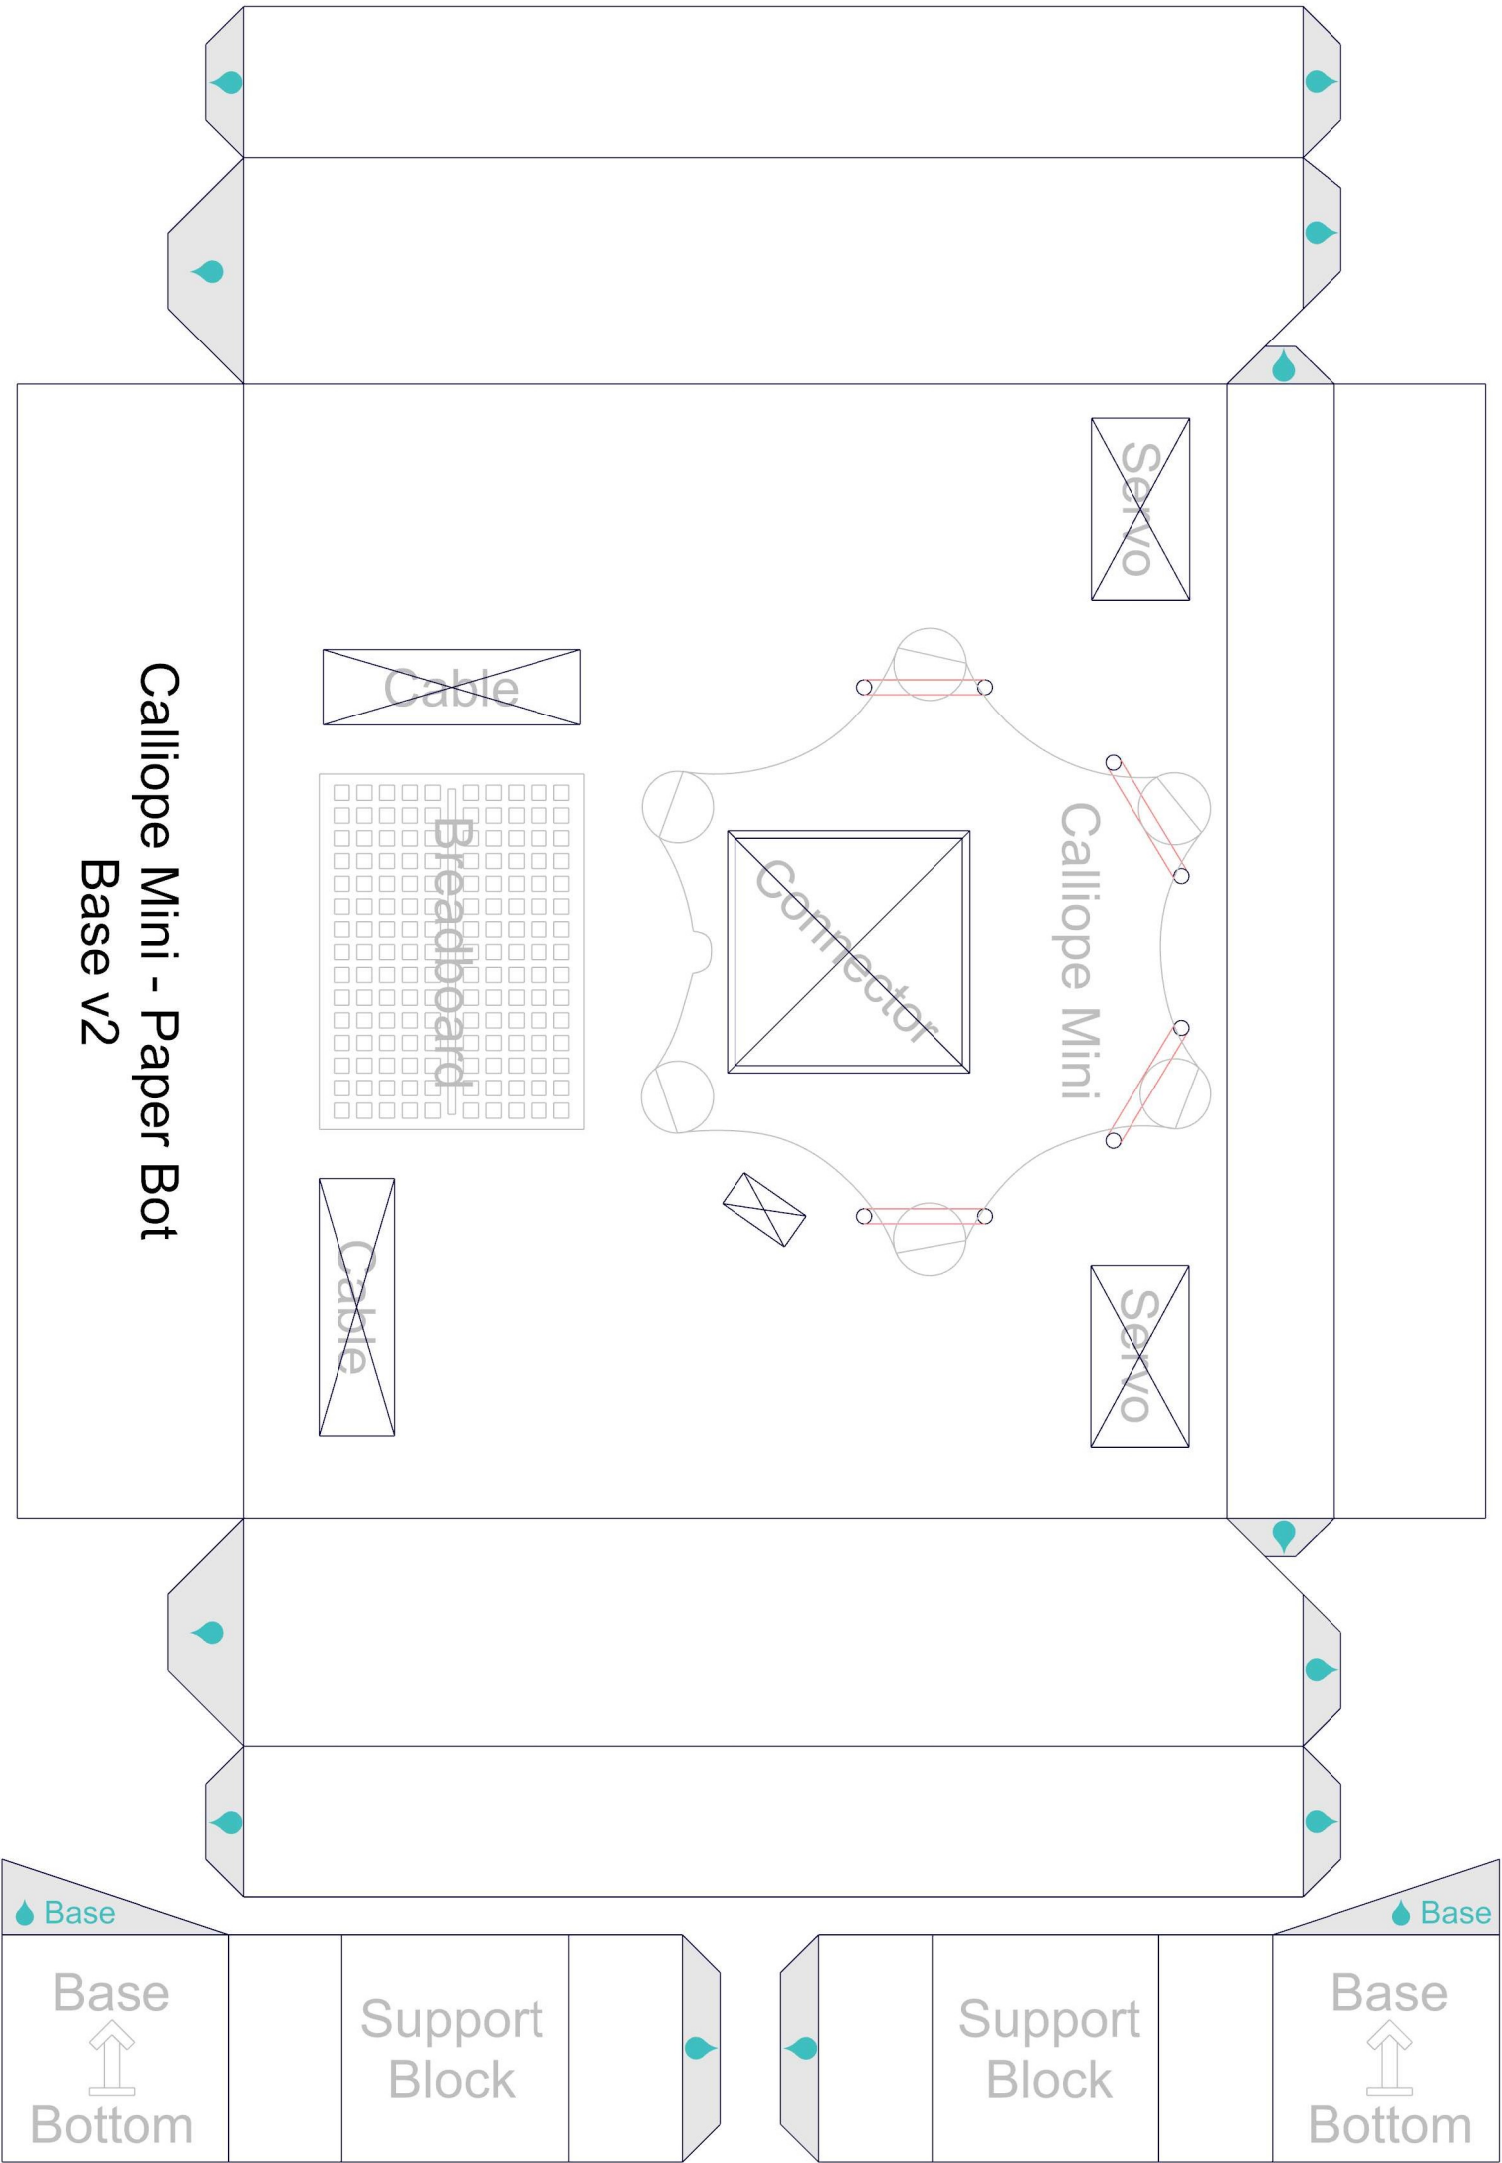 Servo
Cable
Calliope Mini
Breadboard
Connector
Calliope Mini - Paper Bot
Base v2
Cable
Servo
Base
Base
Base
Bottom
Support
Block
Support
Block
Base
Bottom